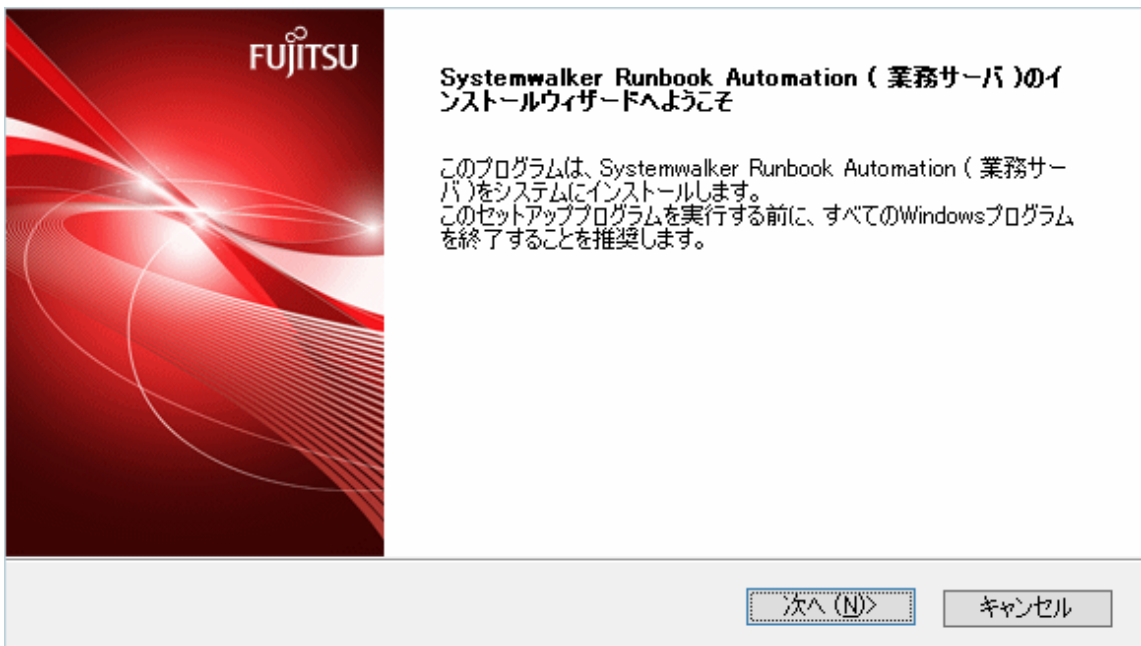 FUJITSU
Systemwalker Runbook Automation ( 業務サーバ )のイ
ンストールウィザードへようこそ
このプログラムは、Systemwalker Runbook Automation ( 業務サー
バ )をシステムにインストールします。
このセットアッププログラムを実行する前に、すべてのWindowsプログラム
を終了することを推奨します。
次へ (N)>
キャンセル